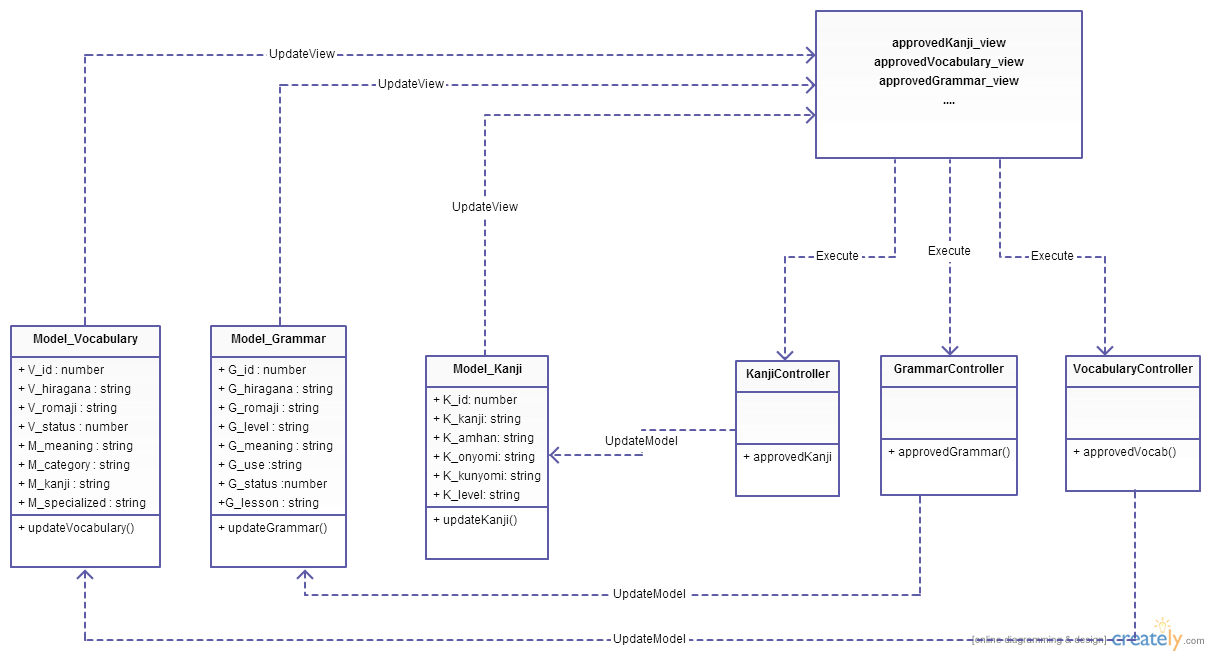 approvedKanji_view
approvedVocabulary_view
approvedGrammar_view
....
UpdateView
UpdateView
UpdateView
Execute
Execute
Execute
Model_Vocabulary
+ V_id : number
+ V_hiragana : string
+ V_romaji : string
+ V_status : number
+ M_meaning : string
+ M_category : string
+ M_kanji : string
+ M_specialized : string
+ updateVocabulary()
Model_Grammar
+ G_id : number
+ G_hiragana : string
+ G_romaji : string
+ G_level : string
+ G_meaning : string
+ G_use :string
+ G_status :number
+G_lesson : string
+ updateGrammar()
Model_Kanji
+ K_id: number
+ K_kanji: string
+ K_amhan: string
+ K_onyomi: string
+ K_kunyomi: string
+ K_level: string
+ updateKanji()
UpdateModel
KanjiController
+ approvedKanji
GrammarController
+ approvedGrammar()
VocabularyController
+ approvedVocab()
UpdateModel
UpdateModel
[online diagramming & design] creately.com